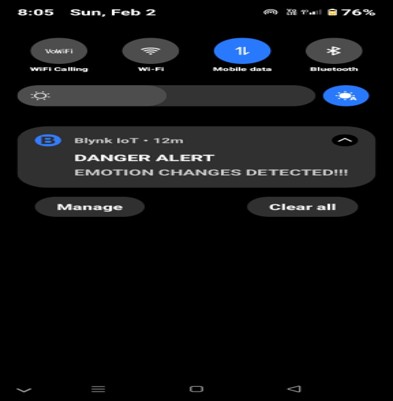 8:05 Sun, Feb 2 76%
VoWiFi
WiFi Calling Wi-Fi Mobile data Bluetooth
A
B Blynk IoT • 12m
DANGER ALERT
EMOTION CHANGES DETECTED!!!
Manage Clear all